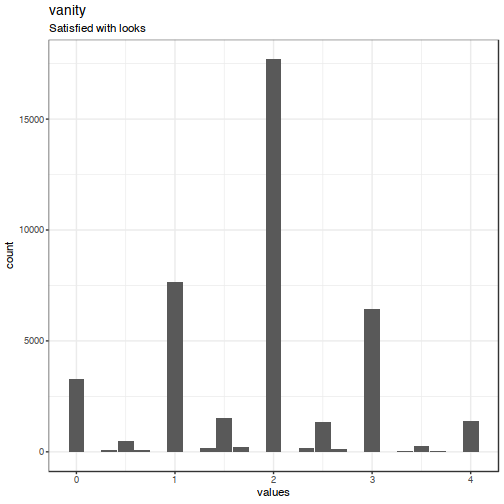 vanity
Satisfied with looks
15000
10000
5000
0
count
0 1 2 3 4
values